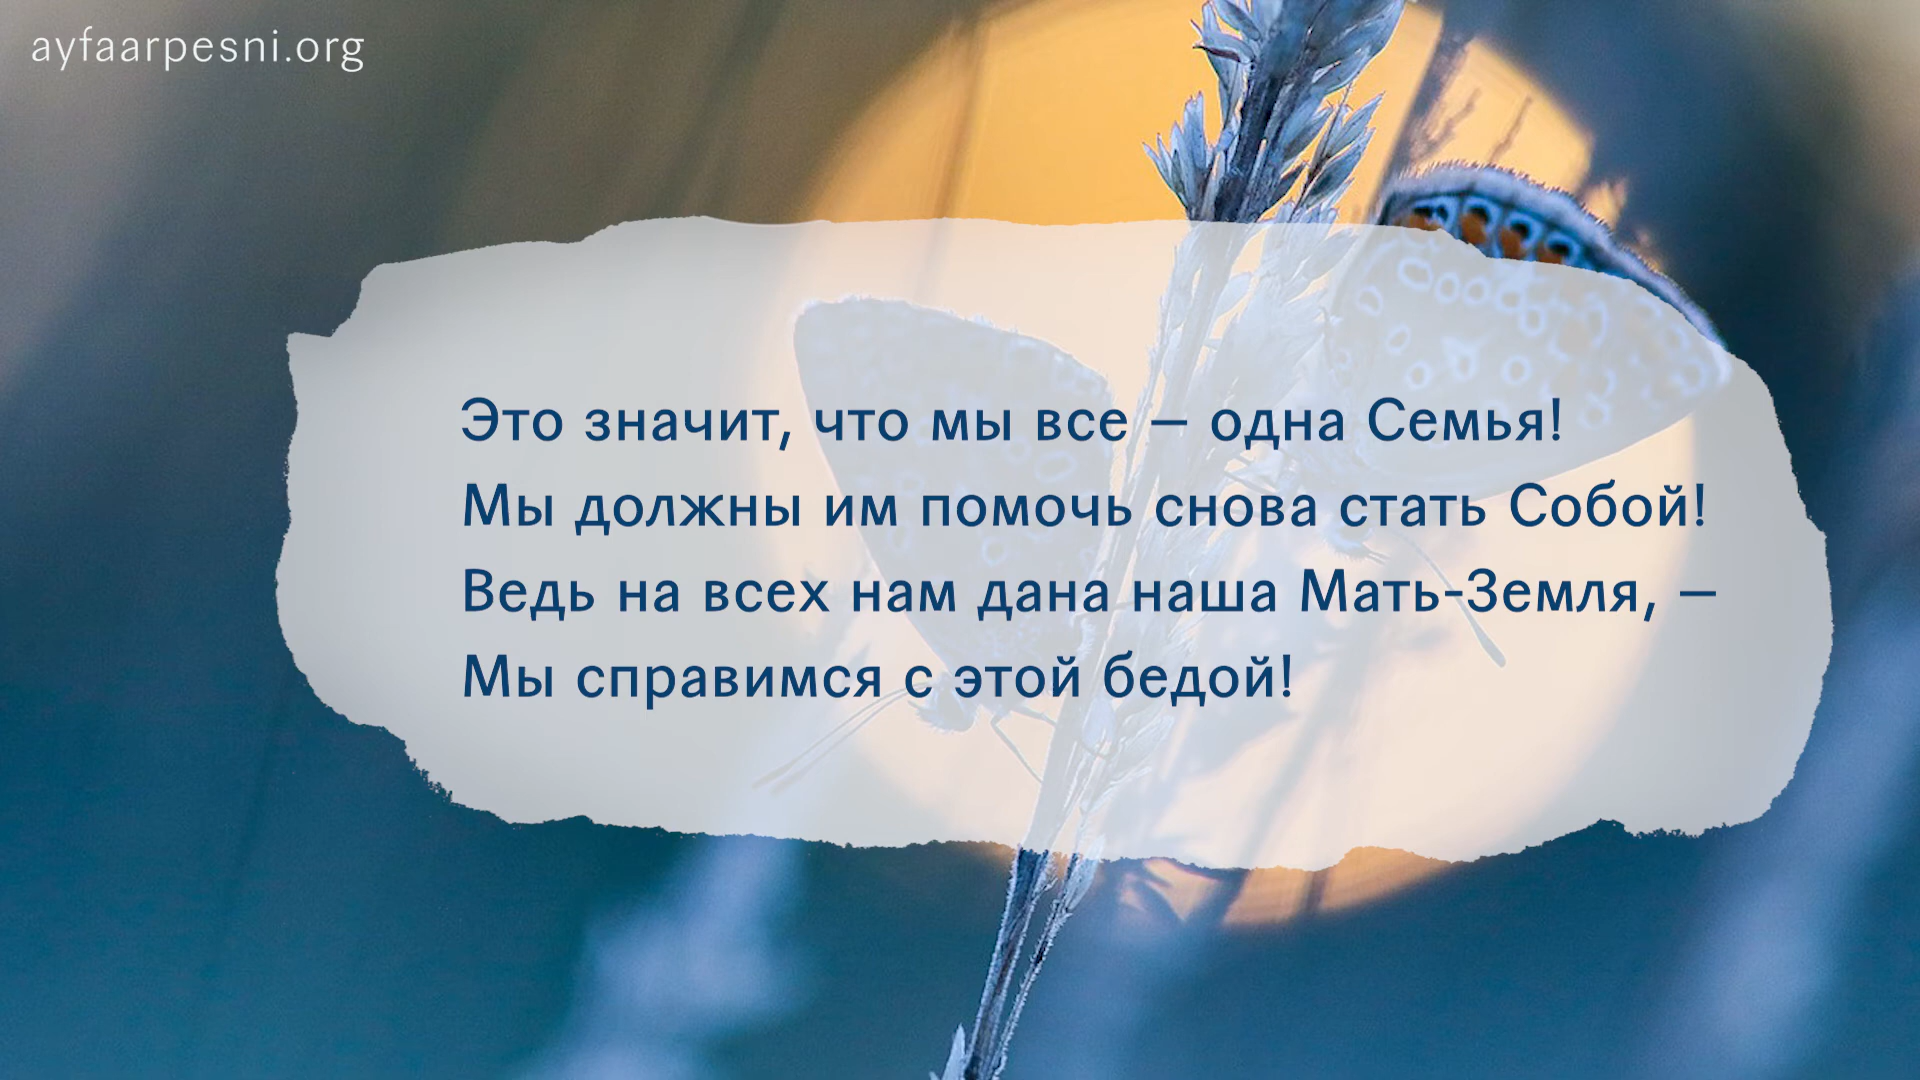 ayfaarpesni.org
Это значит, что мы все – одна Семья!
Мы должны им помочь снова стать Собой!
Ведь на всех нам дана наша Мать-Земля, –
Мы справимся с этой бедой!